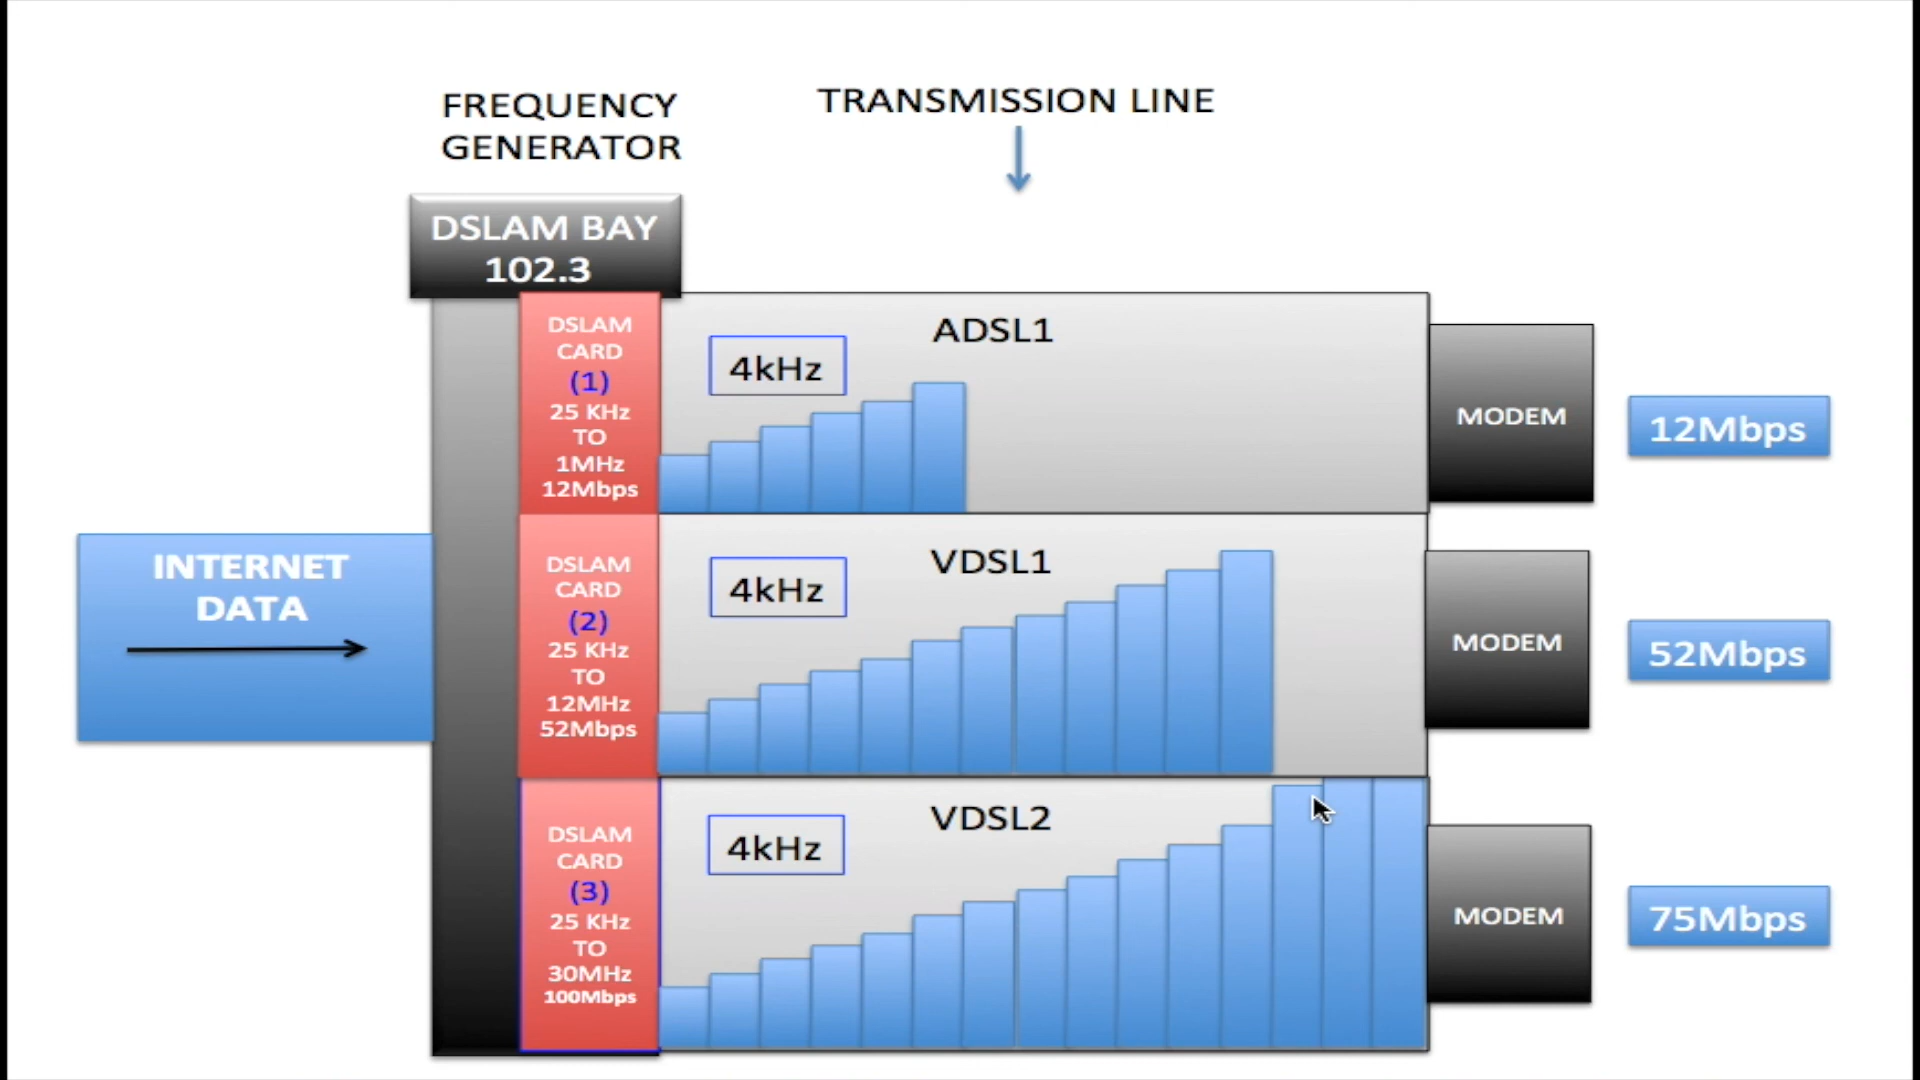 FREQUENCY
GENERATOR
TRANSMISSION LINE
DSLAM BAY
102.3
DSLAM
CARD
(1)
25 KHz
TO
1MHz
12Mbps
4kHz
ADSL1
MODEM
12Mbps
INTERNET
DATA
DSLAM
CARD
(2)
25 KHz
TO
12MHz
52Mbps
4kHz
VDSL1
MODEM
52Mbps
DSLAM
CARD
(3)
25 KHz
TO
30MHz
100Mbps
4kHz
VDSL2
MODEM
75Mbps